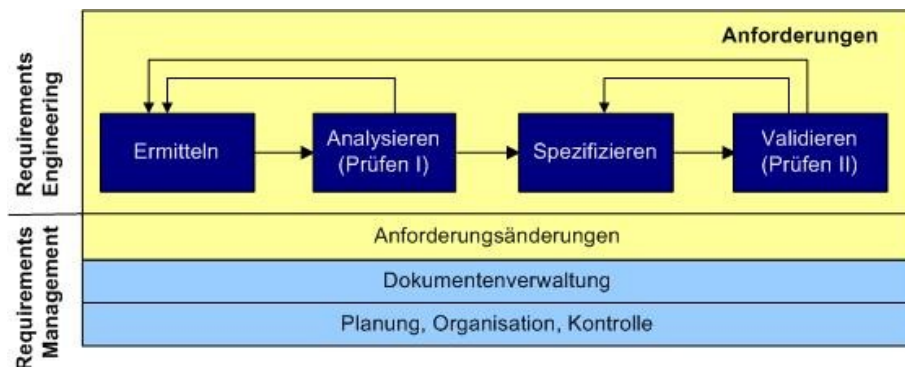 Anforderungen
Requirements
Engineering
Ermitteln
Analysieren
(Prüfen I)
Spezifizieren
Validieren
(Prüfen II)
Requirements
Management
Anforderungsänderungen
Dokumentenverwaltung
Planung, Organisation, Kontrolle